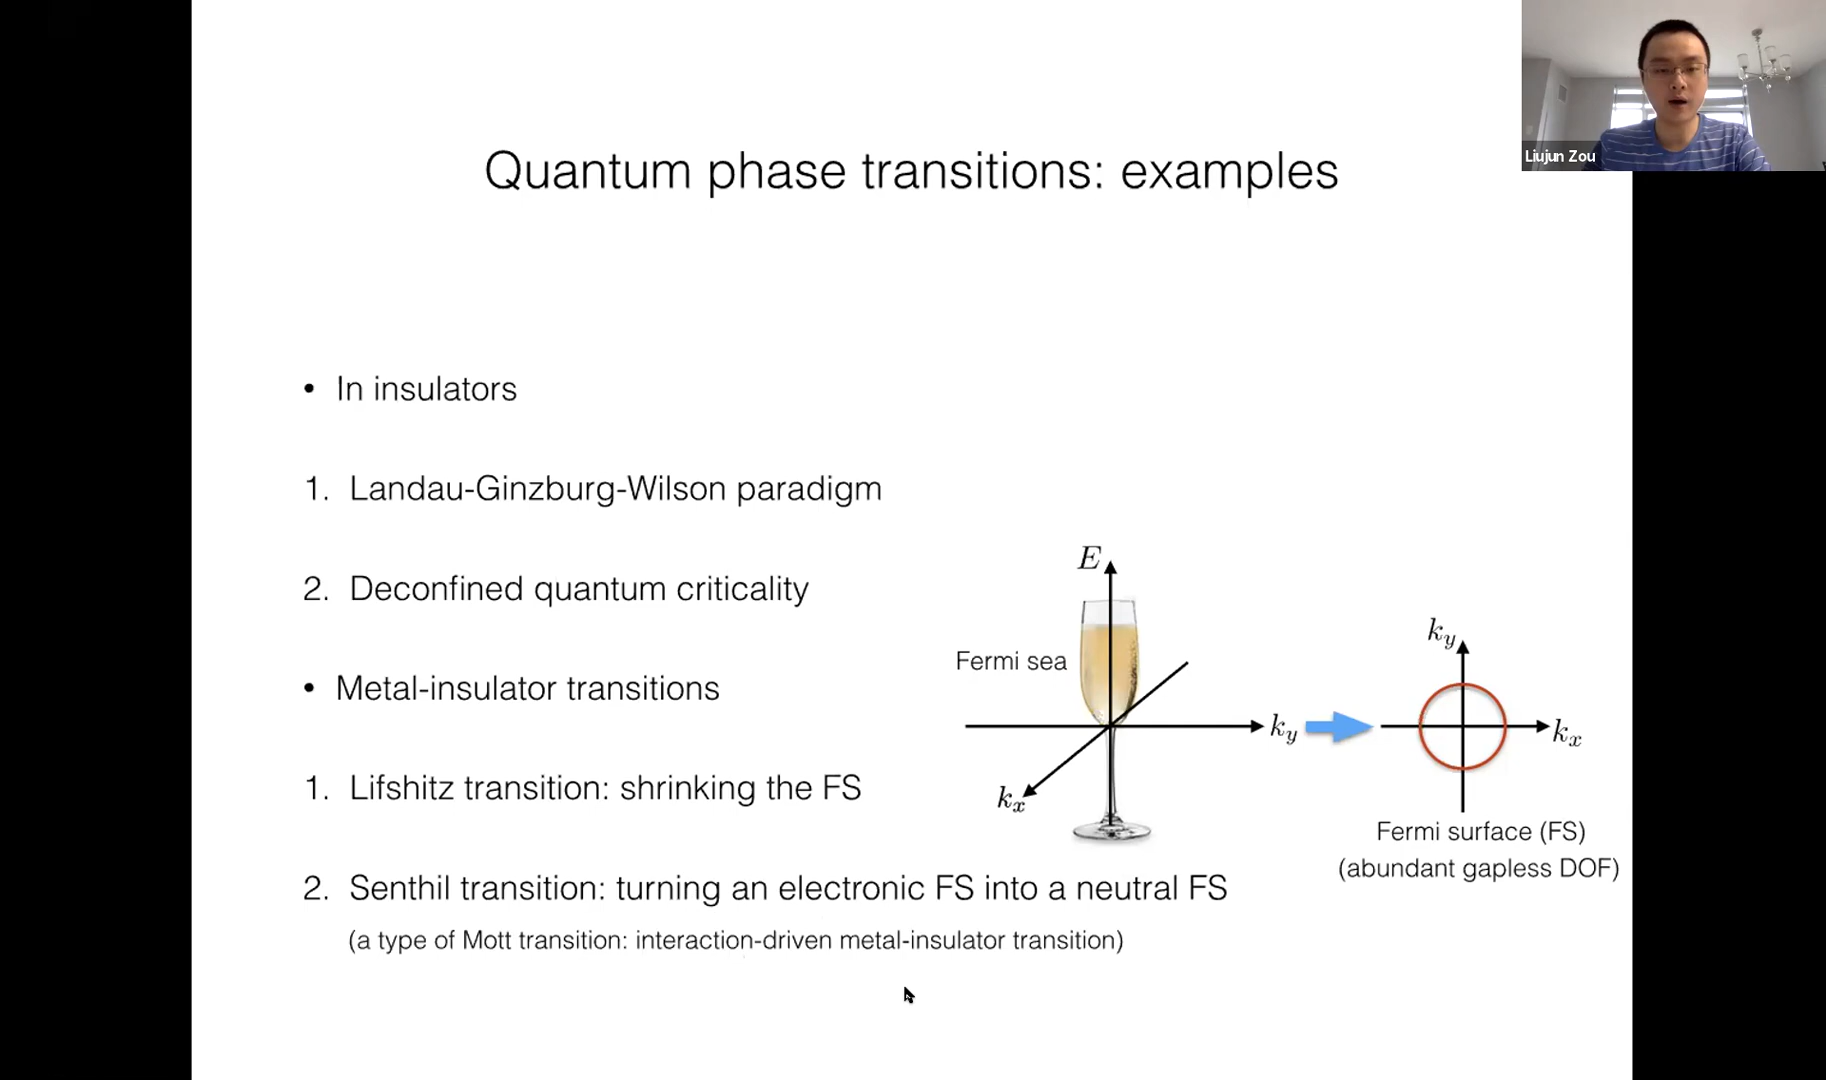 Liujun Zou
Quantum phase transitions: examples
• In insulators
1. Landau-Ginzburg-Wilson paradigm
2. Deconfined quantum criticality
• Metal-insulator transitions
1. Lifshitz transition: shrinking the FS
2. Senthil transition: turning an electronic FS into a neutral FS
(a type of Mott transition: interaction-driven metal-insulator transition)
E
Fermi sea
k_y
k_x
k_y
k_x
Fermi surface (FS)
(abundant gapless DOF)